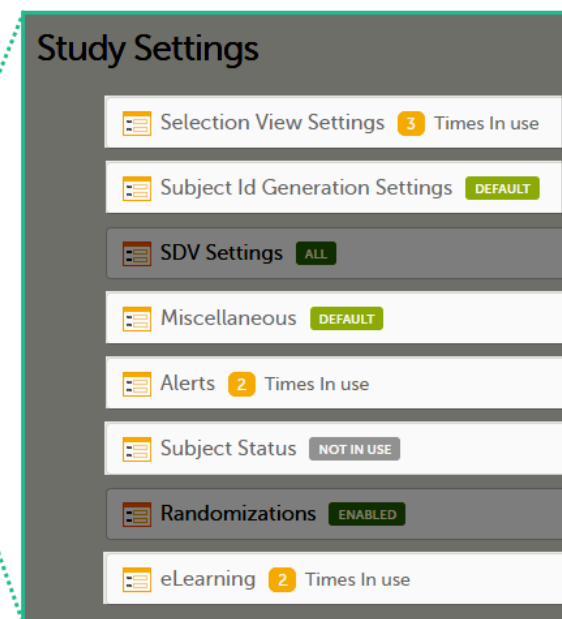 Study Settings
Selection View Settings 3 Times In use
Subject Id Generation Settings DEFAULT
SDV Settings ALL
Miscellaneous DEFAULT
Alerts 2 Times In use
Subject Status NOT IN USE
Randomizations ENABLED
eLearning 2 Times In use